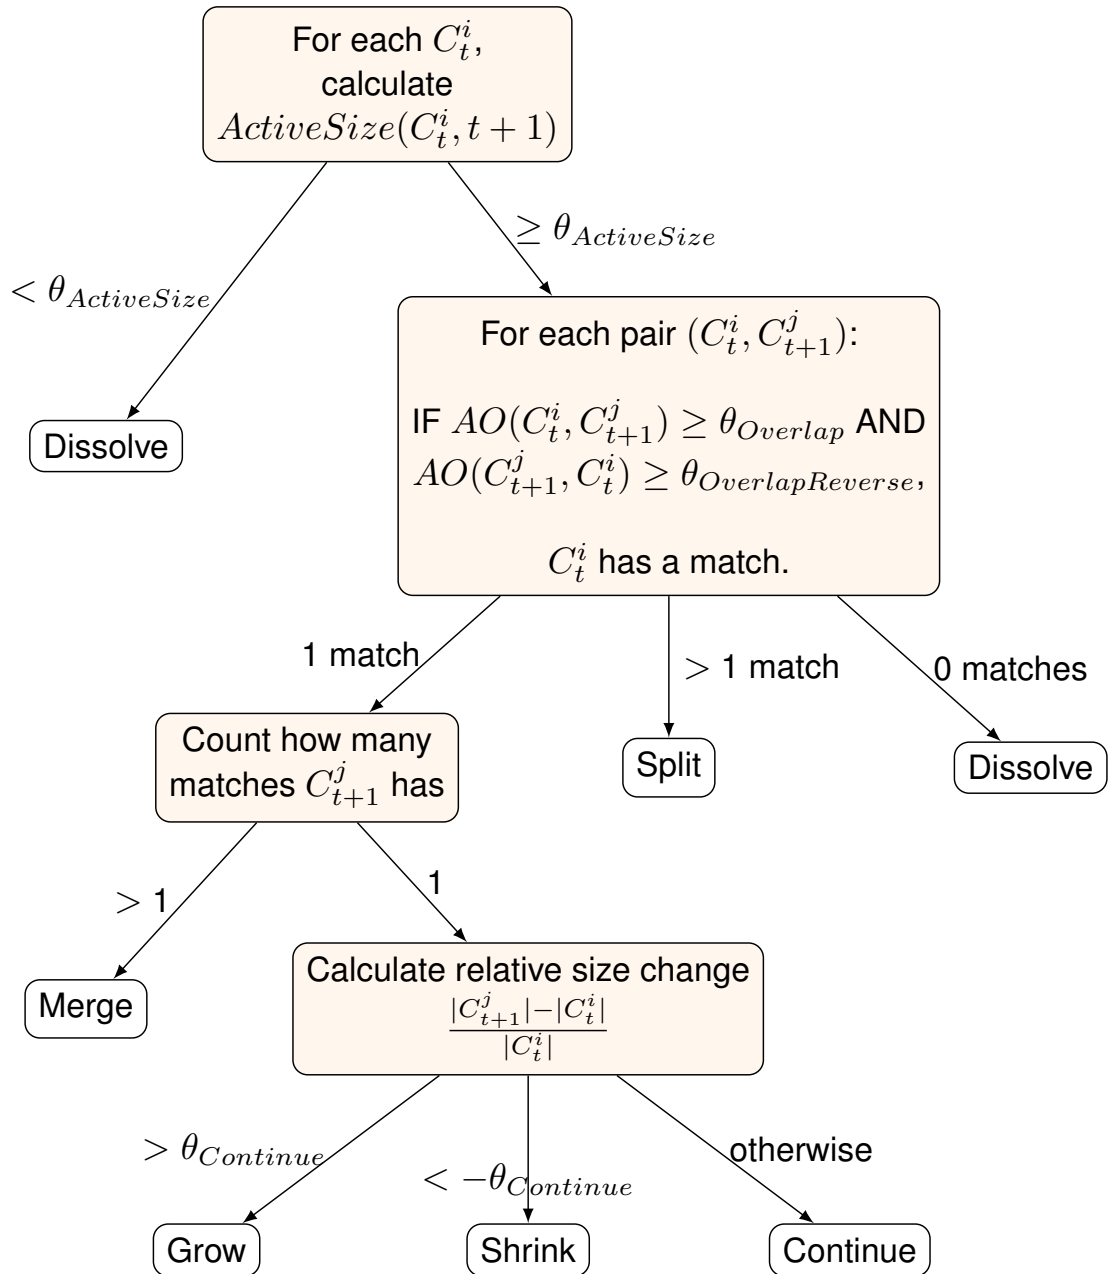 For each $C_t^i$,
calculate
$ActiveSize(C_t^i, t+1)$
$\geq \theta_{ActiveSize}$
$< \theta_{ActiveSize}$
For each pair $(C_t^i, C_{t+1}^j)$:
IF $AO(C_t^i, C_{t+1}^j) \geq \theta_{Overlap}$ AND
$AO(C_{t+1}^j, C_t^i) \geq \theta_{OverlapReverse}$,
$C_t^i$ has a match.
Dissolve
1 match
> 1 match
0 matches
Count how many
matches $C_{t+1}^j$ has
Split
Dissolve
> 1
1
Merge
Calculate relative size change
$\frac{|C_{t+1}^j|-|C_t^i|}{|C_t^i|}$
$> \theta_{Continue}$
$< -\theta_{Continue}$
otherwise
Grow
Shrink
Continue